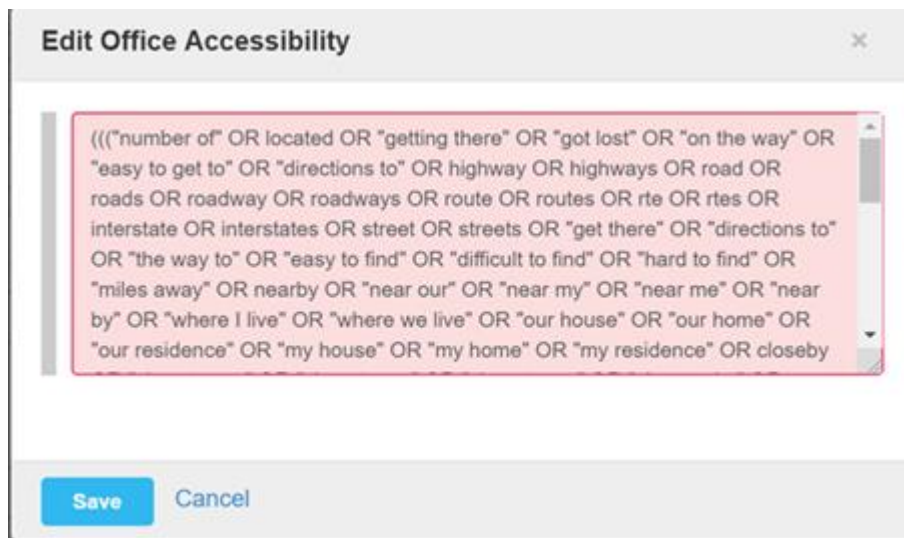 Edit Office Accessibility
×
((("number of" OR located OR "getting there" OR "got lost" OR "on the way" OR
"easy to get to" OR "directions to" OR highway OR highways OR road OR
roads OR roadway OR roadways OR route OR routes OR rte OR rtes OR
interstate OR interstates OR street OR streets OR "get there" OR "directions to"
OR "the way to" OR "easy to find" OR "difficult to find" OR "hard to find" OR
"miles away" OR nearby OR "near our" OR "near my" OR "near me" OR "near
by" OR "where I live" OR "where we live" OR "our house" OR "our home" OR
"our residence" OR "my house" OR "my home" OR "my residence" OR closeby
Save
Cancel